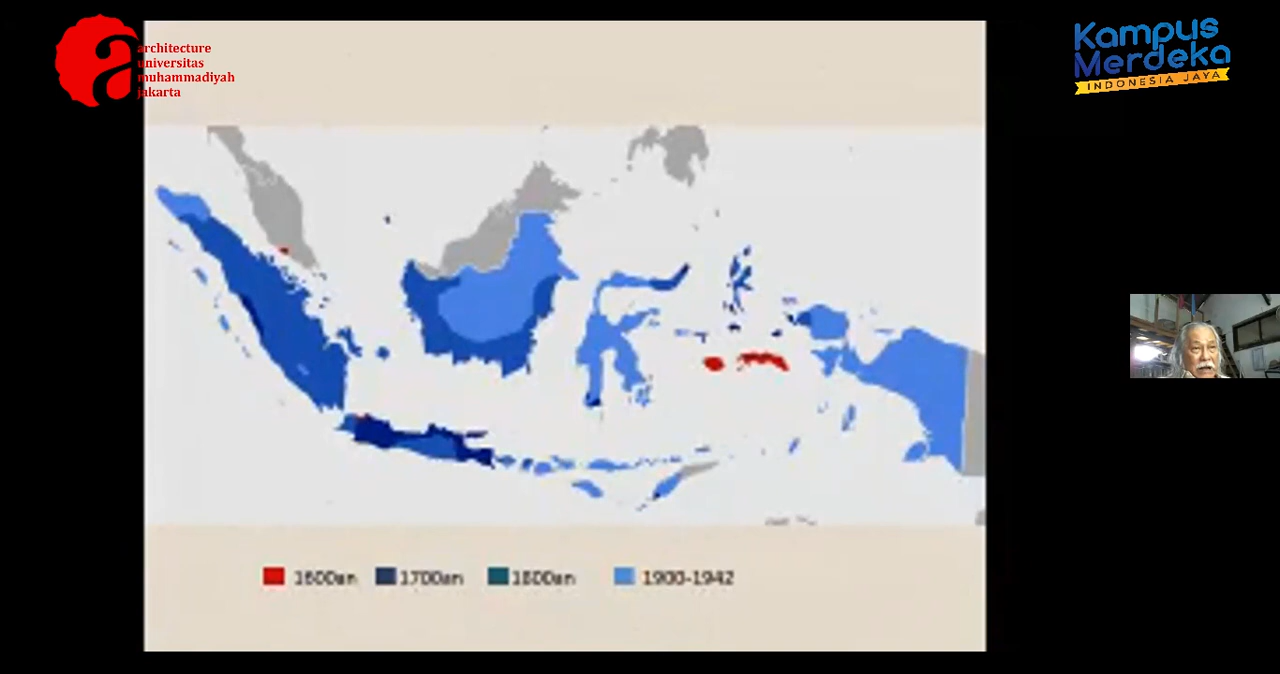 architecture
universitas
muhammadiyah
jakarta
Kampus
Merdeka
INDONESIA JAYA
1600an
1700an
1800an
1900-1942